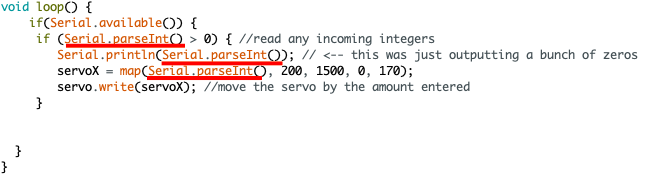 void loop() {
if(Serial.available()) {
if (Serial.parseInt() > 0) { //read any incoming integers
Serial.println(Serial.parseInt()); // <-- this was just outputting a bunch of zeros
servoX = map(Serial.parseInt(), 200, 1500, 0, 170);
servo.write(servoX); //move the servo by the amount entered
}
}
}